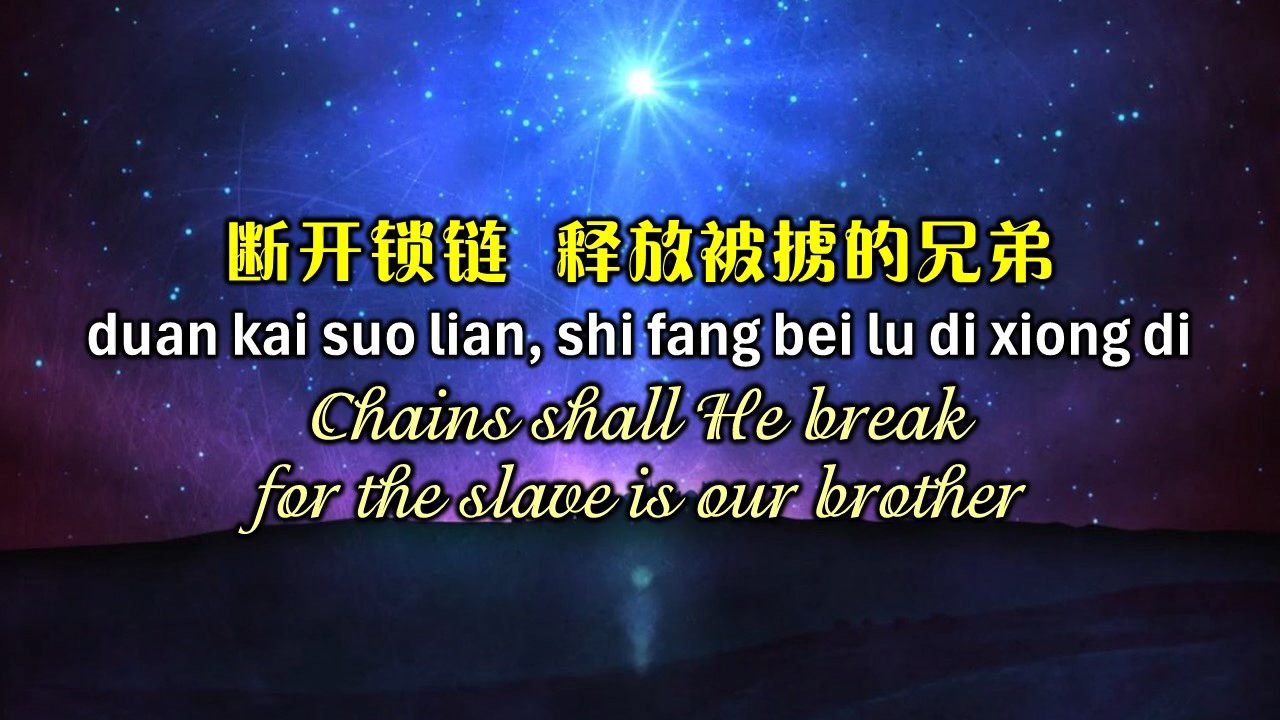 断开锁链 释放被掳的兄弟
duan kai suo lian, shi fang bei lu di xiong di
Chains shall He break
for the slave is our brother